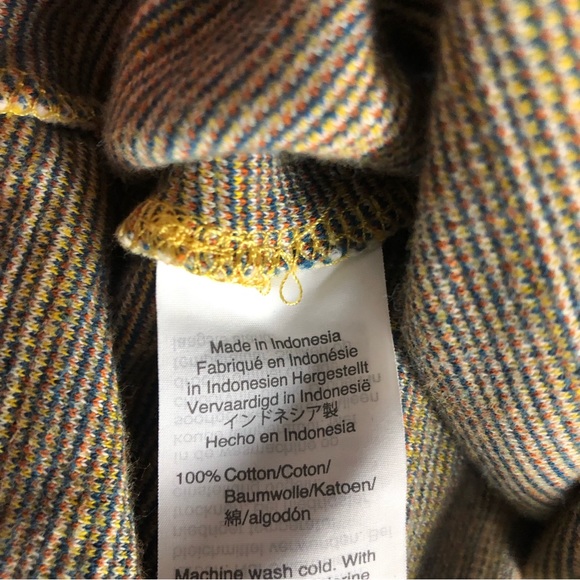 Made in Indonesia
Fabriqué en Indonésie
in Indonesien Hergestellt
Vervaardigd in Indonesië
インドネシア製
Hecho en Indonesia
100% Cotton/Coton/
Baumwolle/Katoen/
綿/algodón
Machine wash cold. With